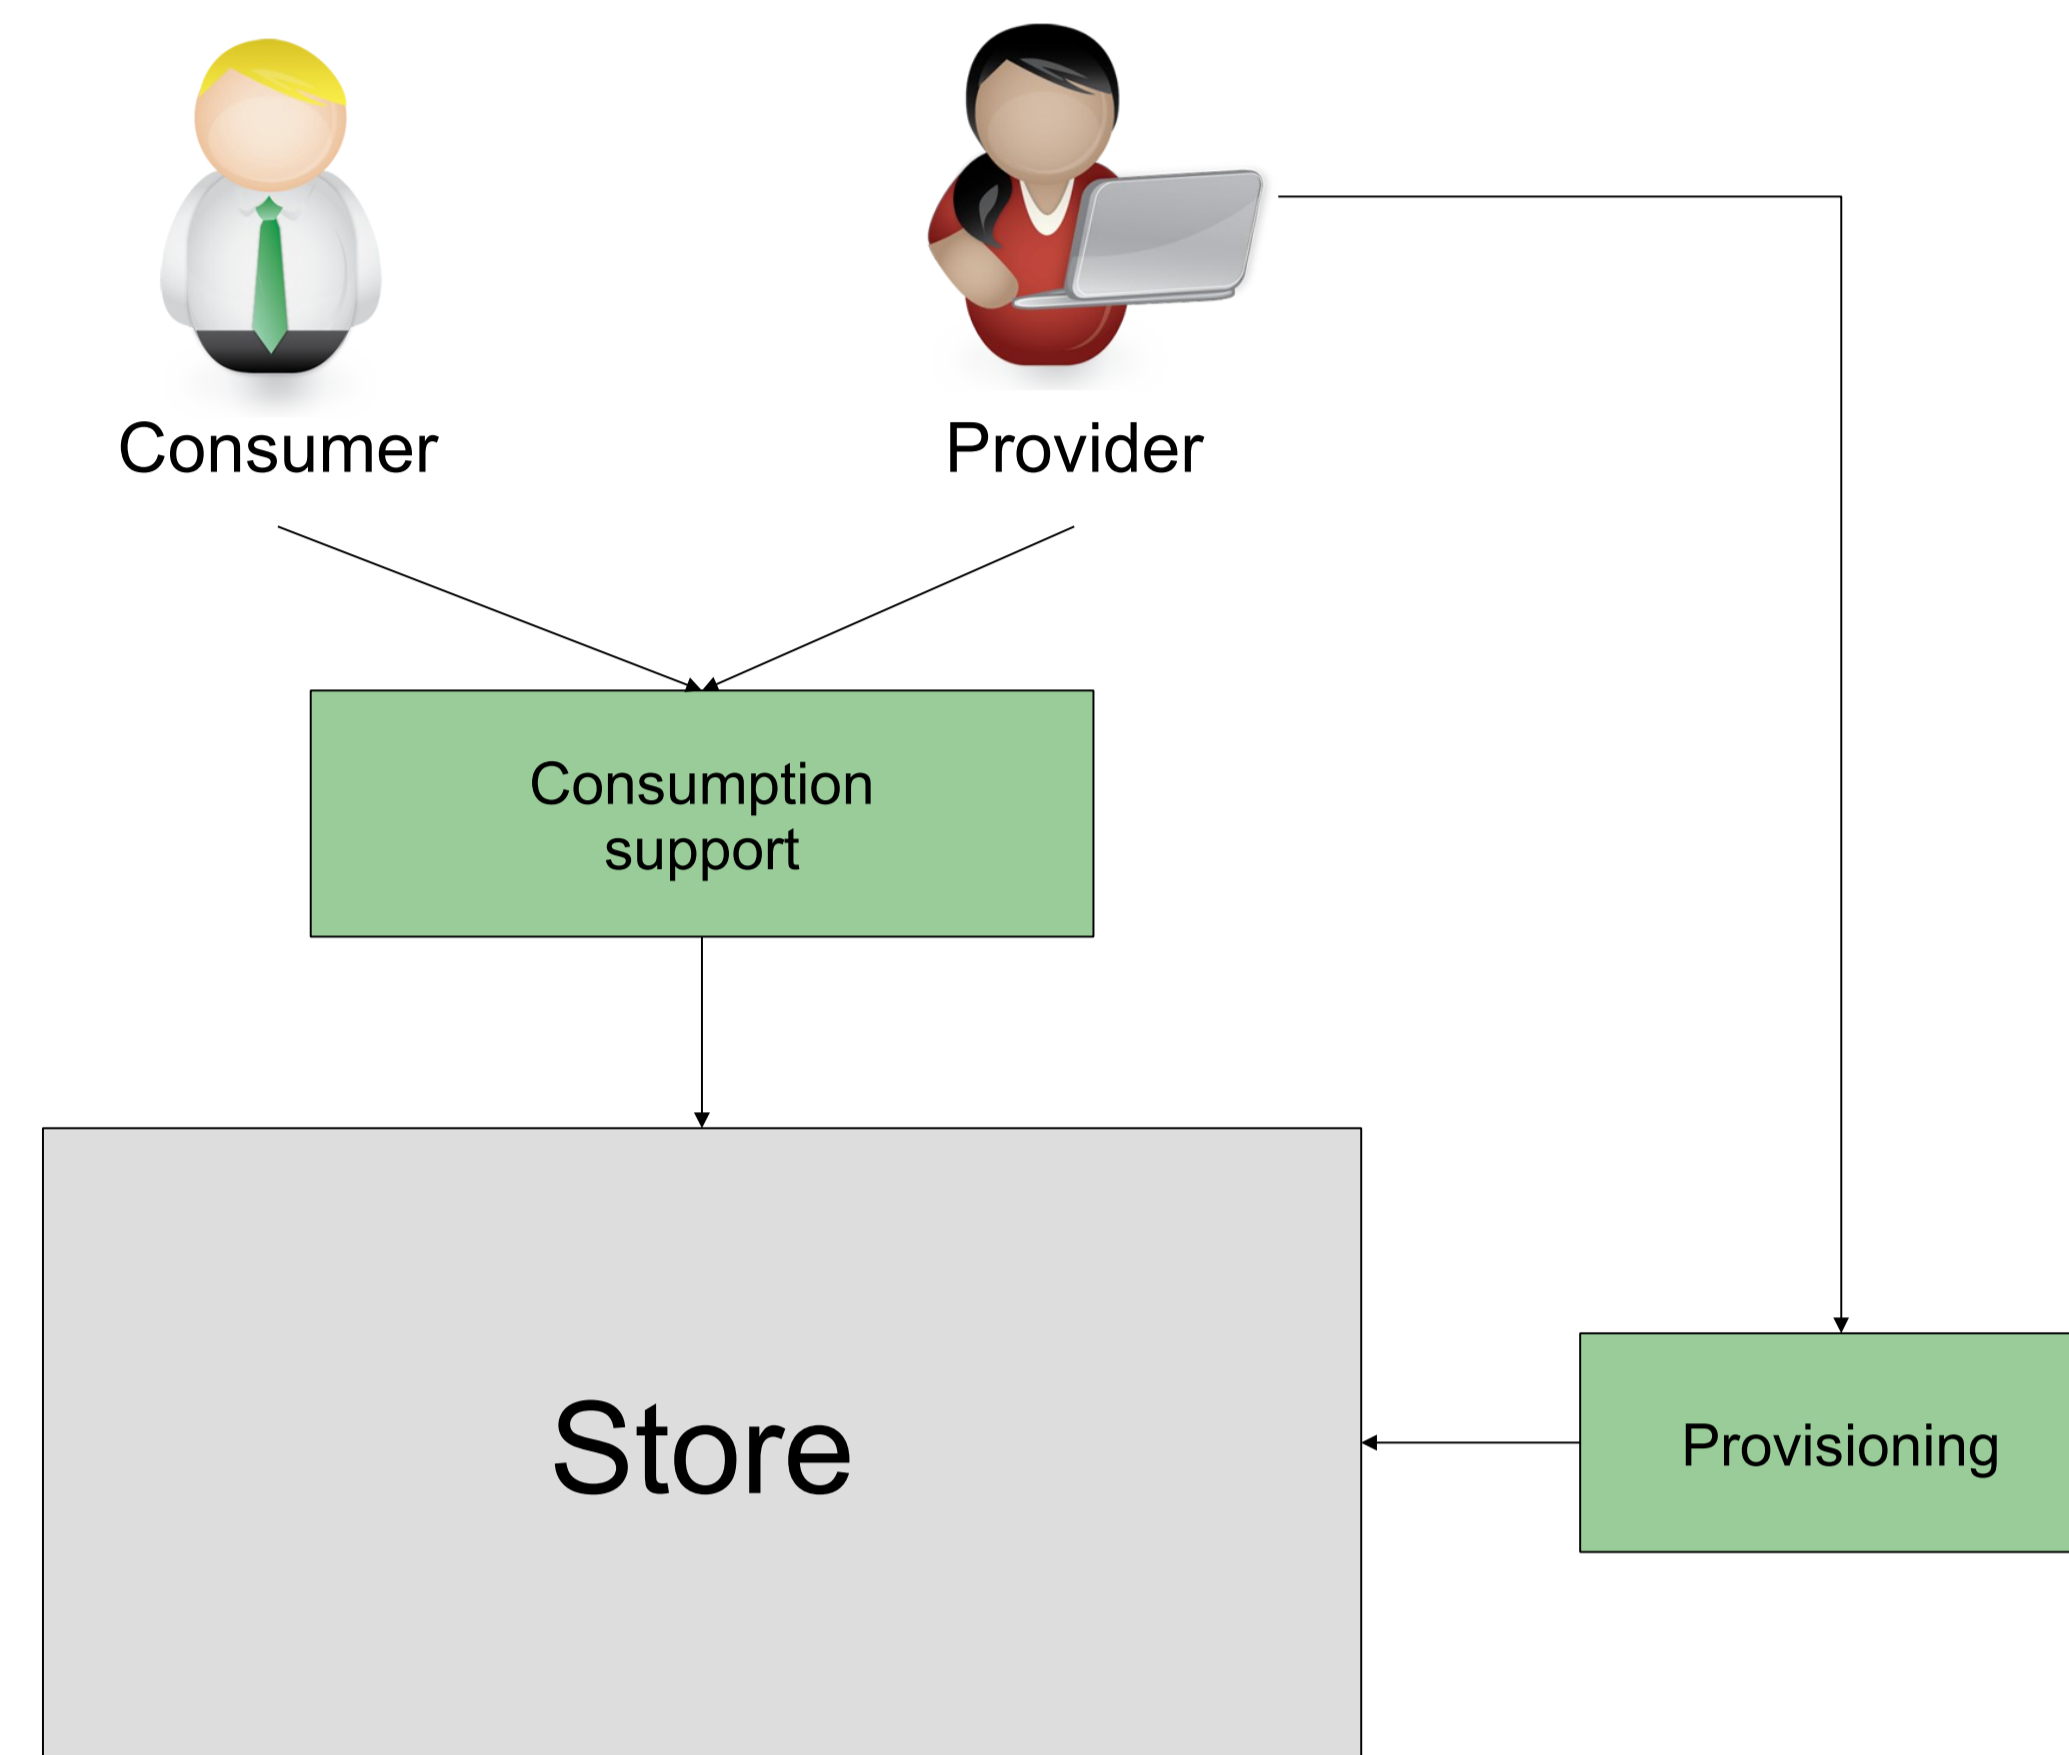 Consumer
Provider
Consumption
support
Store
Provisioning